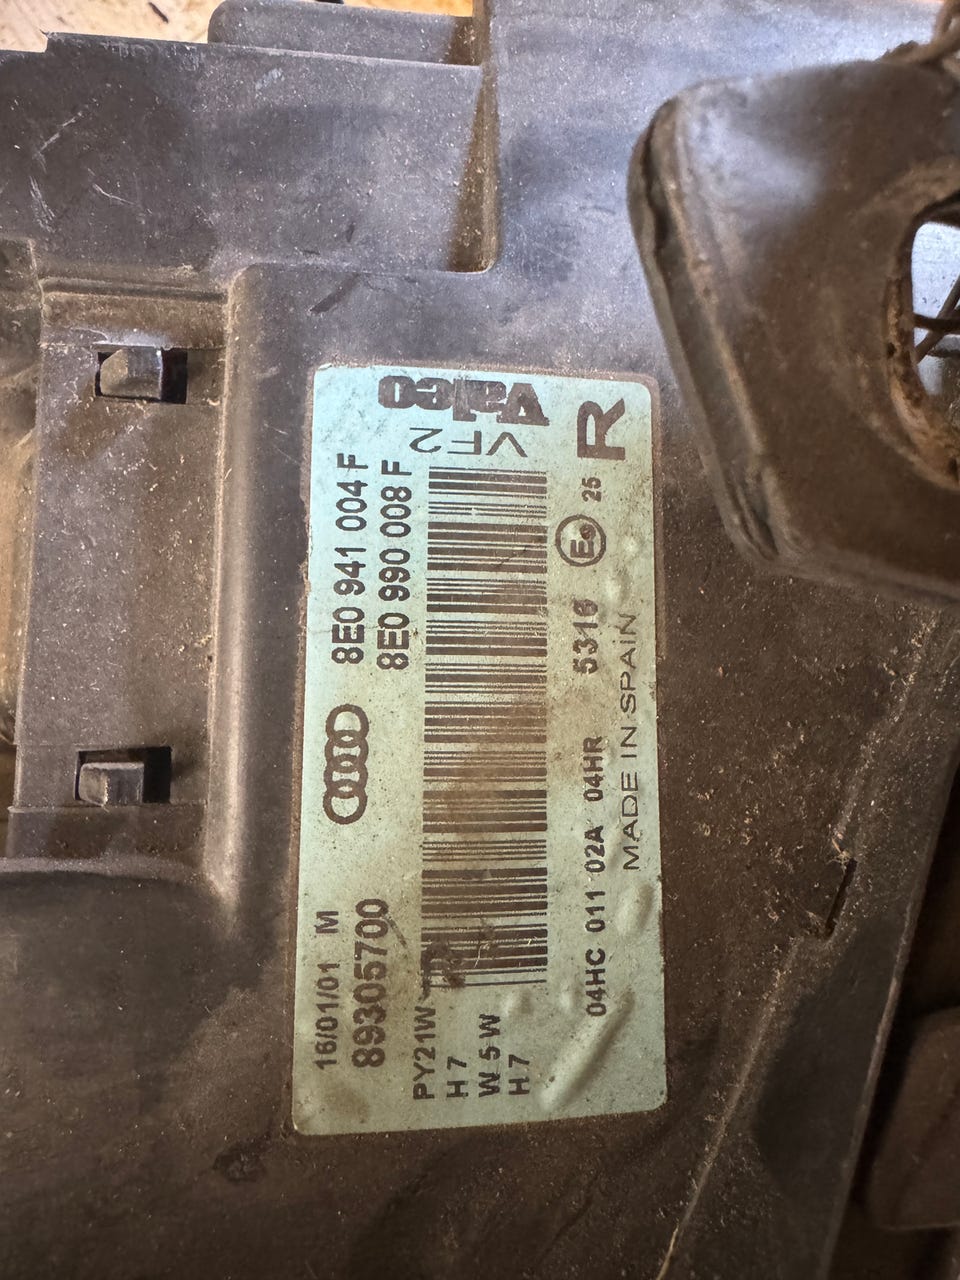 16/01/01 M
8E0 941 004 F
89305700
8E0 990 008 F
Valeo
VF2
PY21W
H7
W5W
H7
04HC 011 02A 04HR
5316
E9
25
R
MADE IN SPAIN